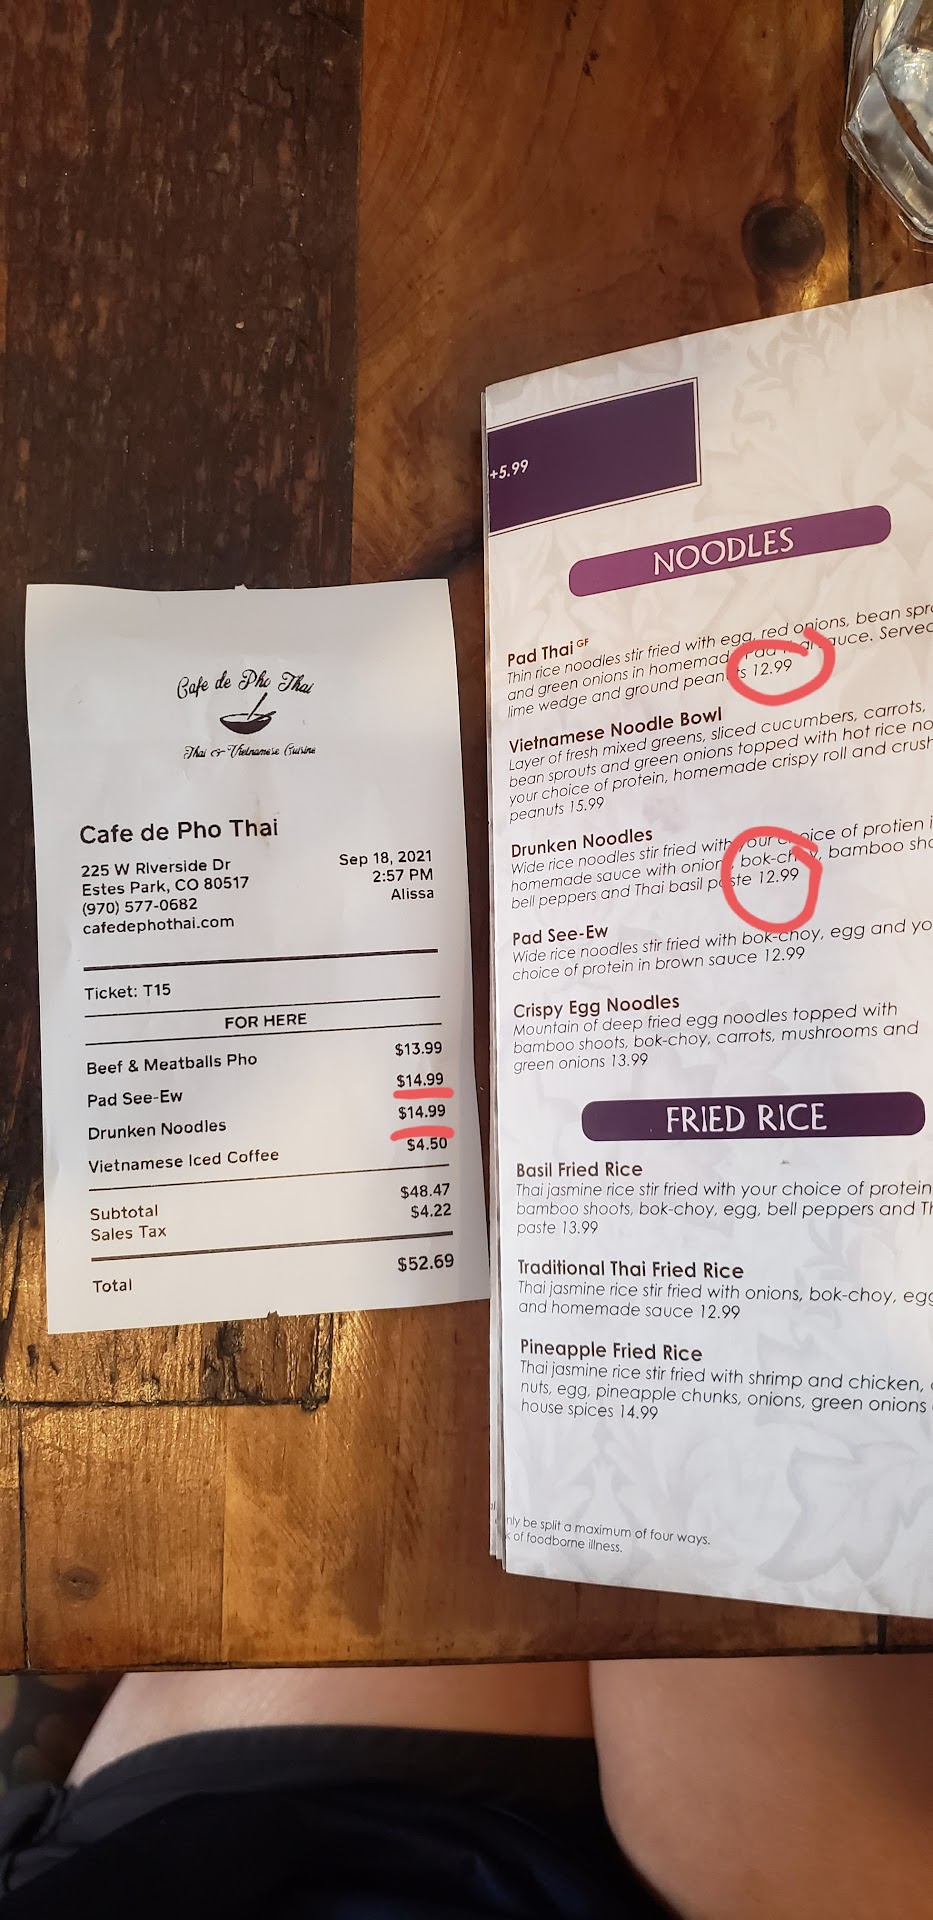 Cafe de Pho Thai
Thai & Vietnamese Cuisine
Cafe de Pho Thai
225 W Riverside Dr
Estes Park, CO 80517
(970) 577-0682
cafedephothai.com
Sep 18, 2021
2:57 PM
Alissa
Ticket: T15
FOR HERE
Beef & Meatballs Pho $13.99
Pad See-Ew $14.99
Drunken Noodles $14.99
Vietnamese Iced Coffee $4.50
Subtotal $48.47
Sales Tax $4.22
Total $52.69
+5.99
NOODLES
Pad Thai GF
Thin rice noodles stir fried with egg, red onions, bean
and green onions in homemade Pad Thai sauce. Served
lime wedge and ground peanuts 12.99
Vietnamese Noodle Bowl
Layer of fresh mixed greens, sliced cucumbers, carrots,
bean sprouts and green onions topped with hot rice
your choice of protein, homemade crispy roll and
peanuts 15.99
Drunken Noodles
Wide rice noodles stir fried with your choice of protien
homemade sauce with onion, bok-choy, bamboo
bell peppers and Thai basil paste 12.99
Pad See-Ew
Wide rice noodles stir fried with bok-choy, egg and
choice of protein in brown sauce 12.99
Crispy Egg Noodles
Mountain of deep fried egg noodles topped with
bamboo shoots, bok-choy, carrots, mushrooms and
green onions 13.99
FRIED RICE
Basil Fried Rice
Thai jasmine rice stir fried with your choice of protein
bamboo shoots, bok-choy, egg, bell peppers and
paste 13.99
Traditional Thai Fried Rice
Thai jasmine rice stir fried with onions, bok-choy, egg
and homemade sauce 12.99
Pineapple Fried Rice
Thai jasmine rice stir fried with shrimp and chicken,
nuts, egg, pineapple chunks, onions, green onions
house spices 14.99
be split a maximum of four ways.
of foodborne illness.